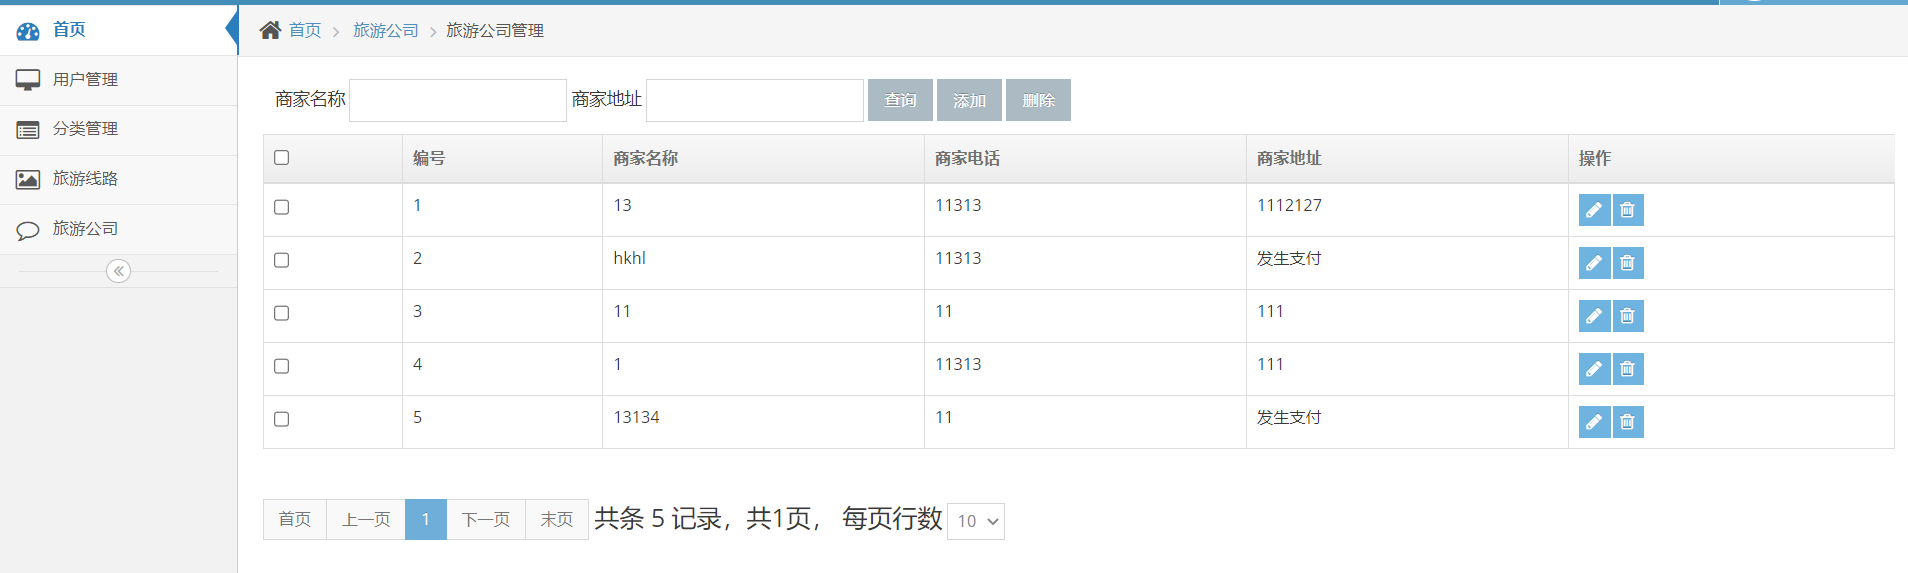 首页
用户管理
分类管理
旅游线路
旅游公司
首页 旅游公司 旅游公司管理
商家名称 商家地址 查询 添加 删除
编号 商家名称 商家电话 商家地址 操作
1 13 11313 1112127
2 hkhl 11313 发生支付
3 11 11 111
4 1 11313 111
5 13134 11 发生支付
首页 上一页 1 下一页 末页 共条 5 记录，共1页， 每页行数 10